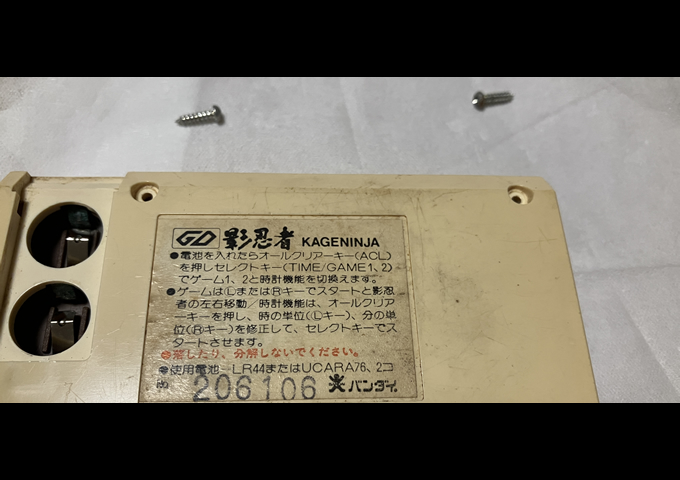 GD 影忍者 KAGENINJA
●電池を入れたらオールクリアーキー(ACL)
を押しセレクトキー(TIME/GAME1、2)
でゲーム1、2と時計機能を切換えます。
●ゲームはⓁまたはⓇキーでスタートと影忍
者の左右移動/時計機能は、オールクリア
ーキーを押し、時の単位(Ⓛキー)、分の単
位(Ⓡキー)を修正して、セレクトキーでス
タートさせます。
●落したり、分解しないでください。
●使用電池—LR44またはUCARA76、2コ
206106 バンダイ